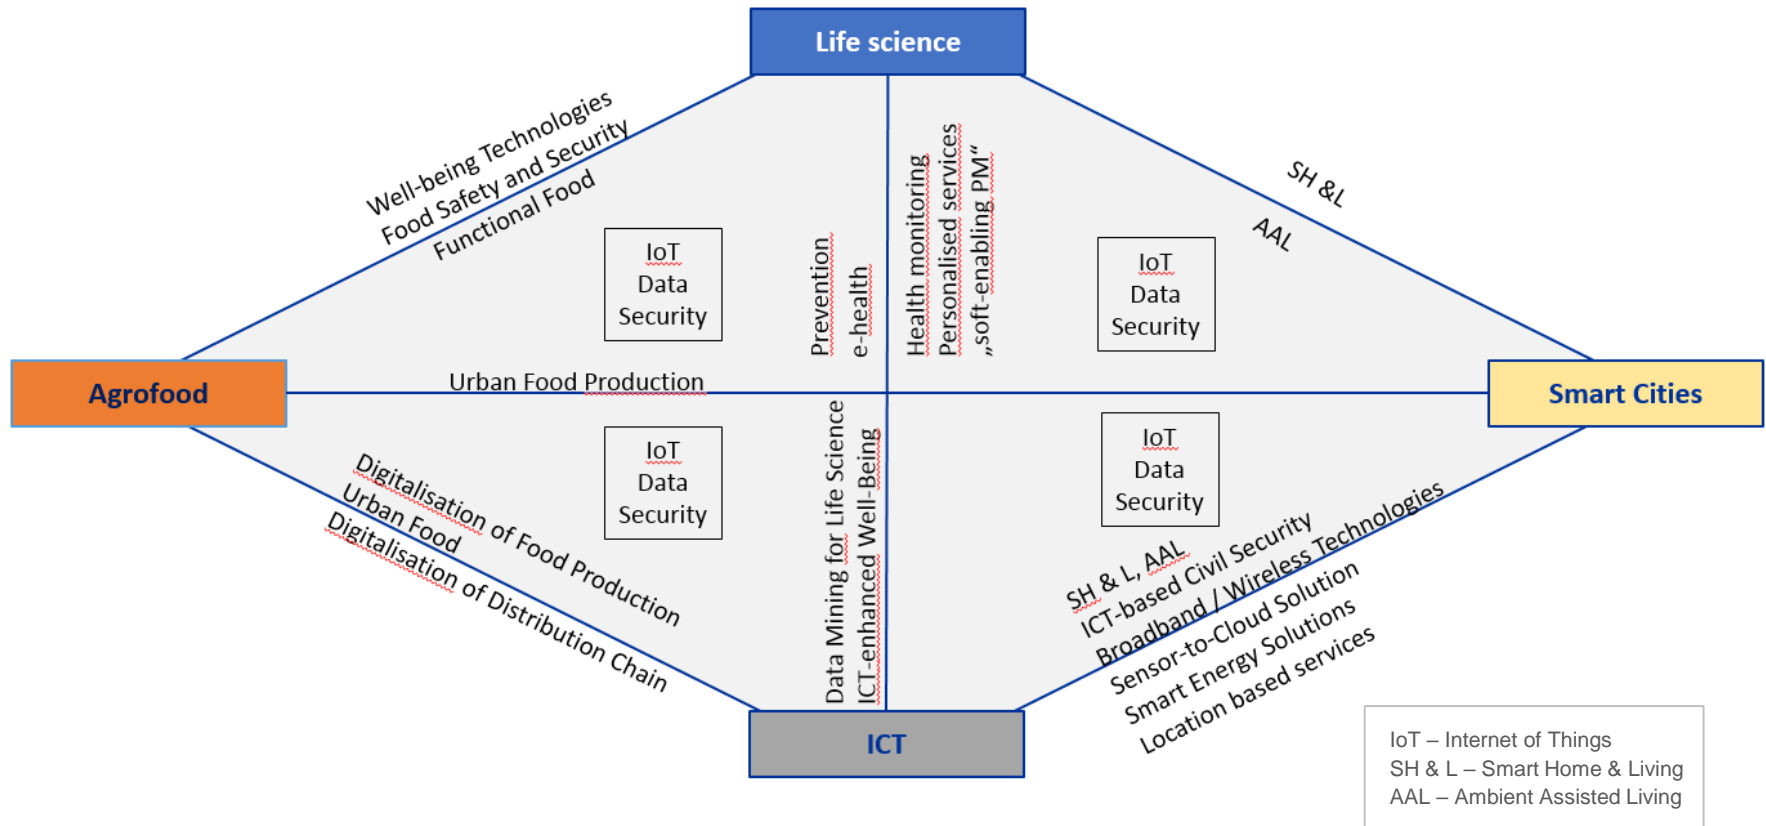 Life science
Well-being Technologies
Food Safety and Security
Functional Food
IoT
Data
Security
Prevention
e-health
Health monitoring
Personalised services
„soft-enabling PM“
SH &L
AAL
IoT
Data
Security
Agrofood
Urban Food Production
Smart Cities
Digitalisation of Food Production
Urban Food
Digitalisation of Distribution Chain
IoT
Data
Security
Data Mining for Life Science
ICT-enhanced Well-Being
IoT
Data
Security
SH & L, AAL
ICT-based Civil Security
Broadband / Wireless Technologies
Sensor-to-Cloud Solution
Smart Energy Solutions
Location based services
ICT
IoT – Internet of Things
SH & L – Smart Home & Living
AAL – Ambient Assisted Living